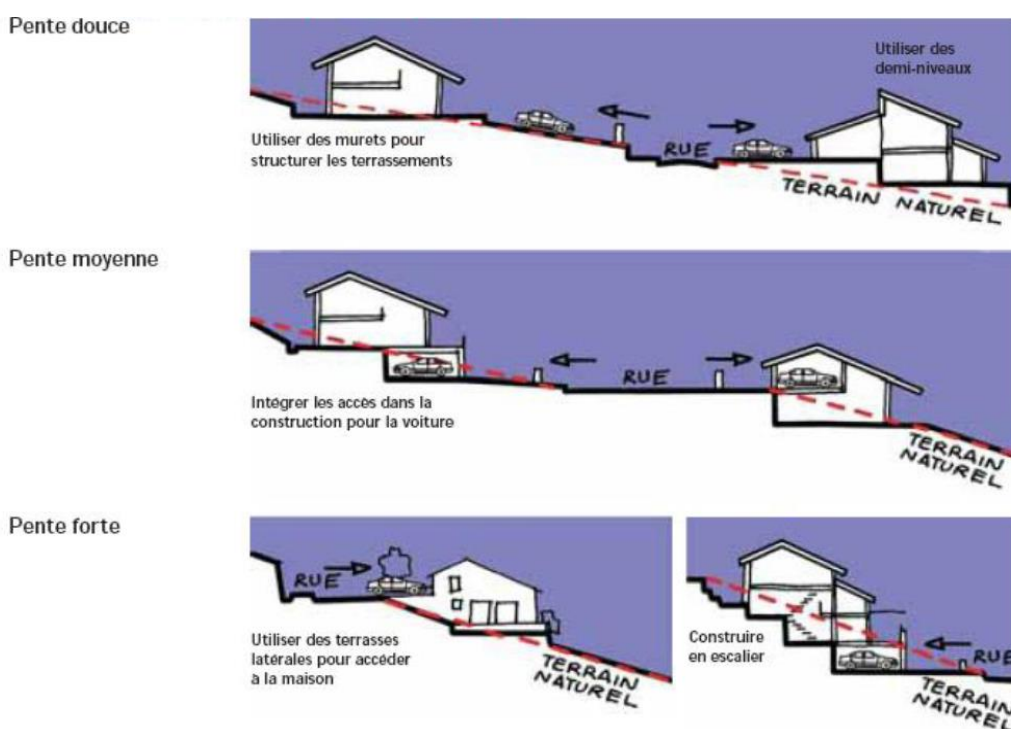 Pente douce
Utiliser des
demi-niveaux
Utiliser des murets pour
structurer les terrassements
RUE
TERRAIN NATUREL
Pente moyenne
RUE
Intégrer les accès dans la
construction pour la voiture
TERRAIN
NATUREL
Pente forte
RUE
Utiliser des terrasses
latérales pour accéder
à la maison
TERRAIN
NATUREL
Construire
en escalier
RUE
TERRAIN
NATUREL